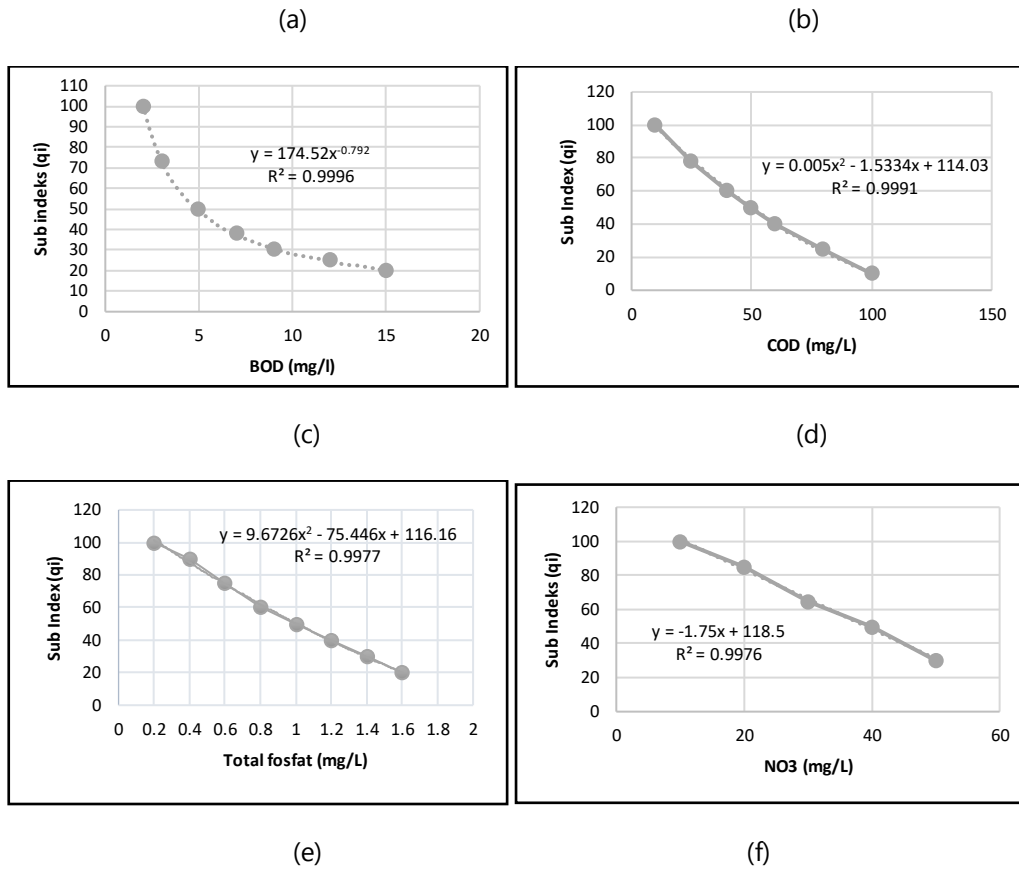 (a)
(b)
110
100
90
80
70
60
50
40
30
20
10
0
Sub indeks (qi)
y = 174.52x^-0.792
R² = 0.9996
0 5 10 15 20
BOD (mg/l)
120
100
80
60
40
20
0
Sub Index (qi)
y = 0.005x² - 1.5334x + 114.03
R² = 0.9991
0 50 100 150
COD (mg/L)
(c)
(d)
120
100
80
60
40
20
0
Sub Index (qi)
y = 9.6726x² - 75.446x + 116.16
R² = 0.9977
0 0.2 0.4 0.6 0.8 1 1.2 1.4 1.6 2
Total fosfat (mg/L)
120
100
80
60
40
20
0
Sub Indeks (qi)
y = -1.75x + 118.5
R² = 0.9976
0 20 40 60
NO3 (mg/L)
(e)
(f)